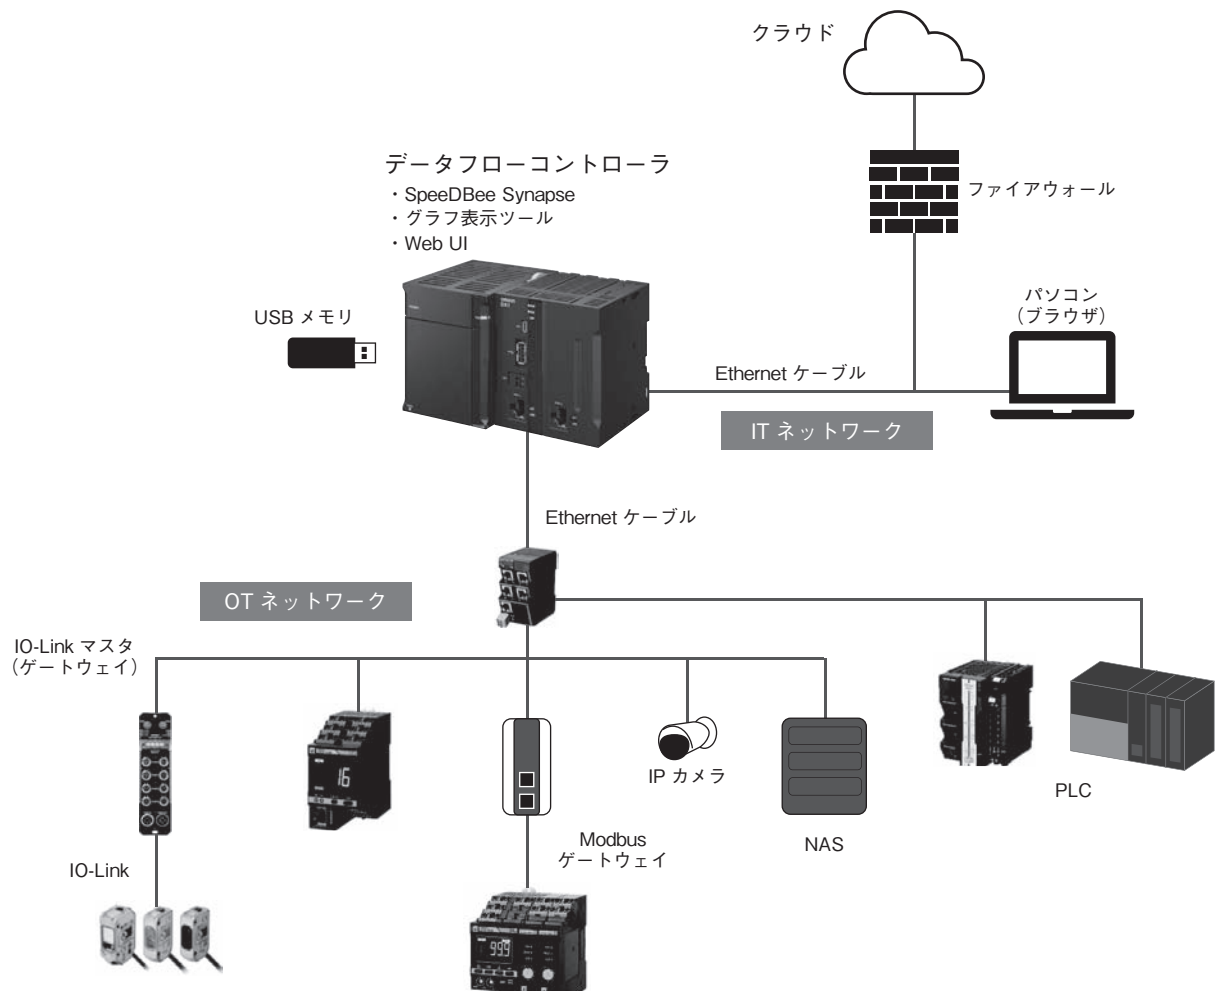 クラウド
データフローコントローラ
・SpeeDBee Synapse
・グラフ表示ツール
・Web UI
ファイアウォール
USB メモリ
パソコン
(ブラウザ)
Ethernet ケーブル
IT ネットワーク
Ethernet ケーブル
OT ネットワーク
IO-Link マスタ
(ゲートウェイ)
16
IP カメラ
PLC
Modbus
ゲートウェイ
NAS
IO-Link
99.9